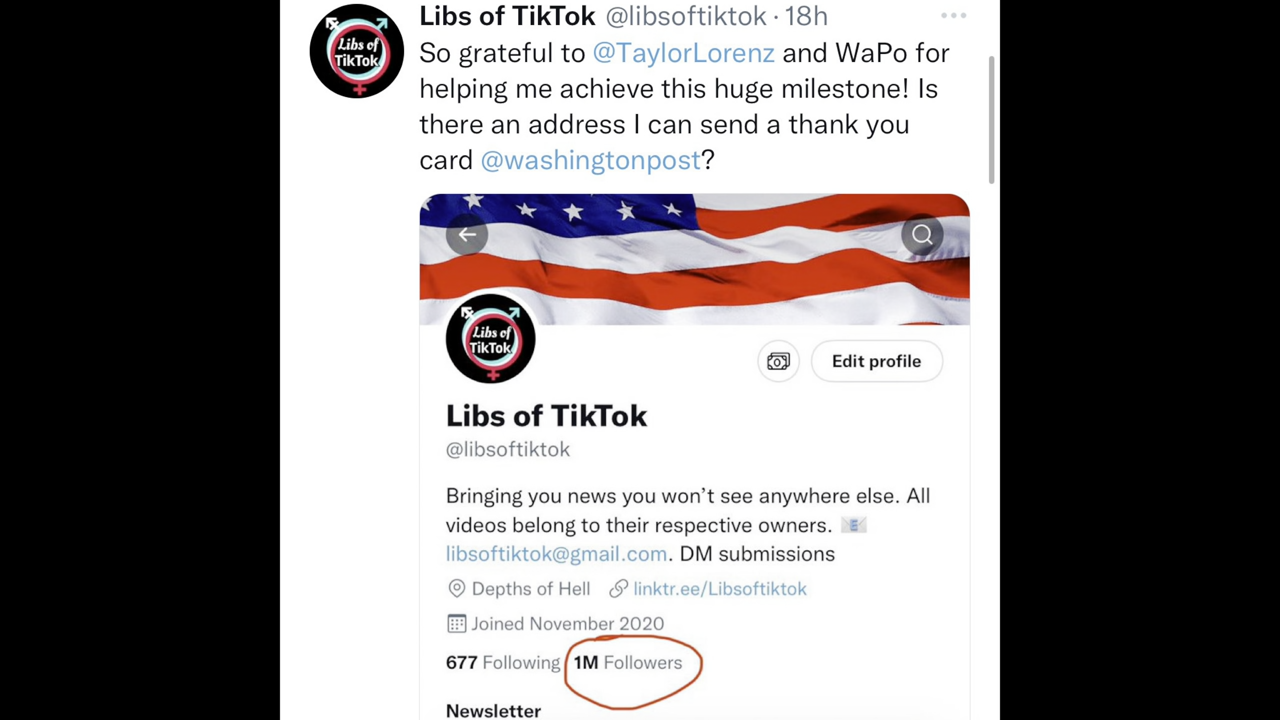 Libs of TikTok @libsoftiktok · 18h
Libs of
TikTok
So grateful to @TaylorLorenz and WaPo for
helping me achieve this huge milestone! Is
there an address I can send a thank you
card @washingtonpost?
Libs of
TikTok
Edit profile
Libs of TikTok
@libsoftiktok
Bringing you news you won’t see anywhere else. All
videos belong to their respective owners. 📧
libsoftiktok@gmail.com. DM submissions
Depths of Hell linktr.ee/Libsoftiktok
Joined November 2020
677 Following 1M Followers
Newsletter